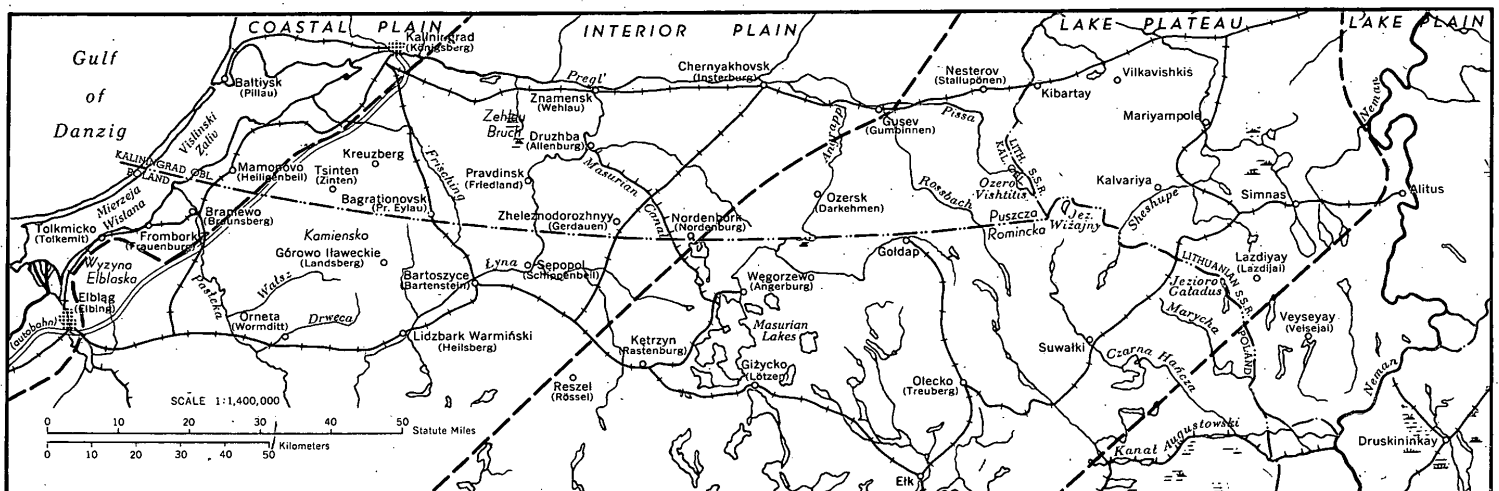 COASTAL PLAIN
INTERIOR PLAIN
LAKE PLATEAU
LAKE PLAIN
Gulf
of
Danzig
Kaliningrad
(Königsberg)
Baltiysk
(Pillau)
Vislinski
Zaliv
Pregl'
Znamensk
(Wehlau)
Zehlau
Bruch
Druzhba
(Allenburg)
Chernyakhovsk
(Insterburg)
Nesterov
(Stallupönen)
Kibartay
Vilkavishkis
Gusev
(Gumbinnen)
Pissa
Angrapp
Mariyampole
Neman
KALININGRAD OBL.
POLAND
Mamonovo
(Heiligenbeil)
Kreuzberg
Tsinten
(Zinten)
Frisching
Pravdinsk
(Friedland)
Masurian
Canal
Bagrationovsk
(Pr. Eylau)
Zheleznodorozhnyy
(Gerdauen)
Nordenbork
(Nordenburg)
Ozersk
(Darkehmen)
Rossbach
LITH. S.S.R.
KAL. OBL.
Ozero
Vishtitis
Puszcza
Romincka
Jez.
Wiżajny
Kalvariya
Sheshupe
Simnas
Alitus
Mierzeja
Wislana
Braniewo
(Braunsberg)
Tolkmicko
(Tolkemit)
Frombork
(Frauenburg)
Wyzyna
Elblaska
Kamiensko
Górowo Iławeckie
(Landsberg)
Łyna
Sępopol
(Schippenbeil)
Bartoszyce
(Bartenstein)
Gołdap
Węgorzewo
(Angerburg)
LITHUANIAN S.S.R.
POLAND
Lazdiyay
(Lazdijai)
Jezioro
Galadus
Marycha
Veyseyay
(Veisejai)
Elbląg
(Elbing)
(autobahn)
Pasłeka
Walsz
Orneta
(Wormditt)
Drwęca
Lidzbark Warmiński
(Heilsberg)
Masurian
Lakes
Kętrzyn
(Rastenburg)
Giżycko
(Lötzen)
Reszel
(Rössel)
Olecko
(Treuberg)
Suwałki
Czarna Hańcza
Kanał Augustowski
Neman
Druskininkay
Ełk
SCALE 1:1,400,000
0 10 20 30 40 50 Statute Miles
0 10 20 30 40 50 Kilometers